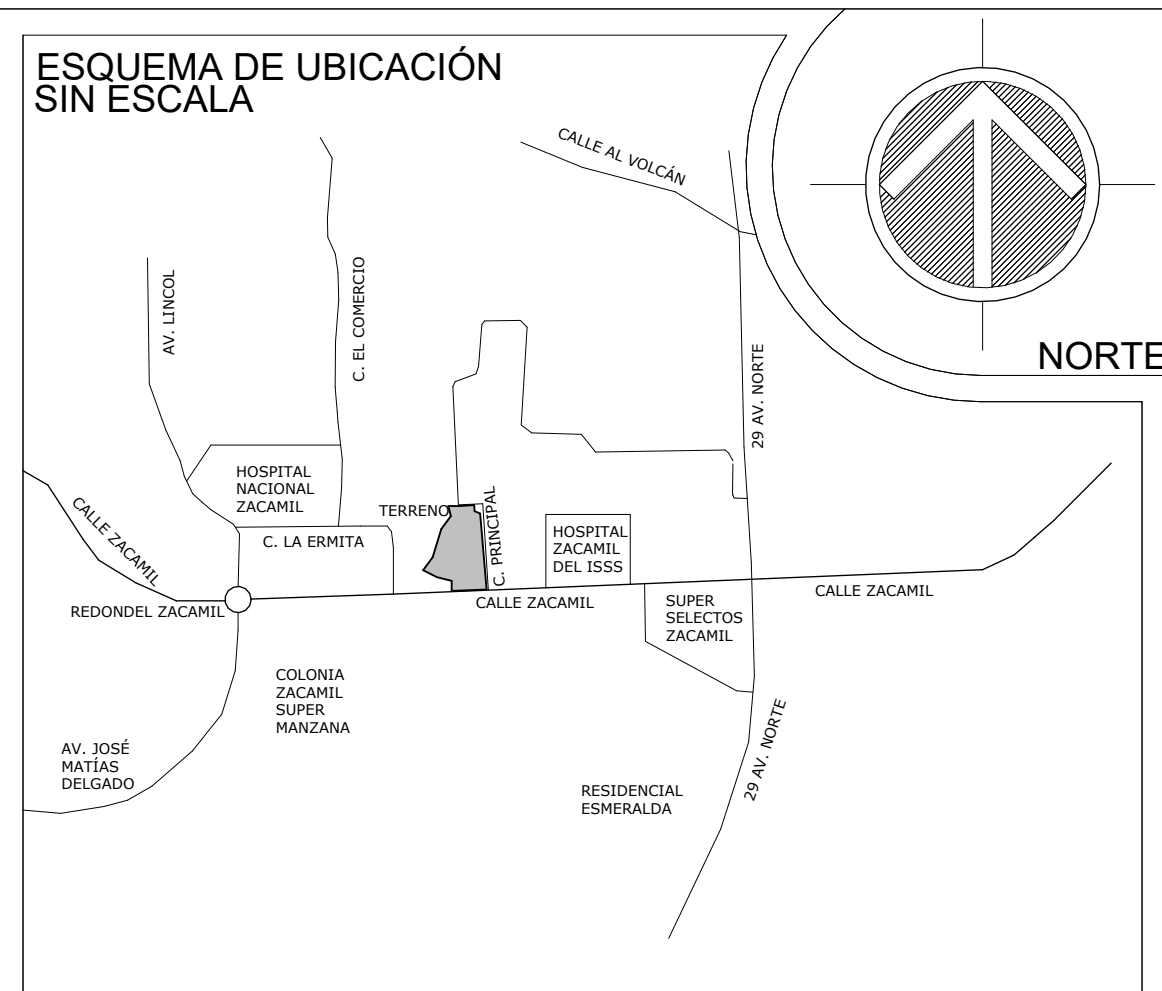 ESQUEMA DE UBICACIÓN
SIN ESCALA
CALLE AL VOLCÁN
NORTE
AV. LINCOL
C. EL COMERCIO
29 AV. NORTE
HOSPITAL
NACIONAL
ZACAMIL
CALLE ZACAMIL
TERRENO
C. PRINCIPAL
C. LA ERMITA
HOSPITAL
ZACAMIL
DEL ISSS
REDONDEL ZACAMIL
CALLE ZACAMIL
CALLE ZACAMIL
SUPER
SELECTOS
ZACAMIL
COLONIA
ZACAMIL
SUPER
MANZANA
AV. JOSÉ
MATÍAS
DELGADO
29 AV. NORTE
RESIDENCIAL
ESMERALDA